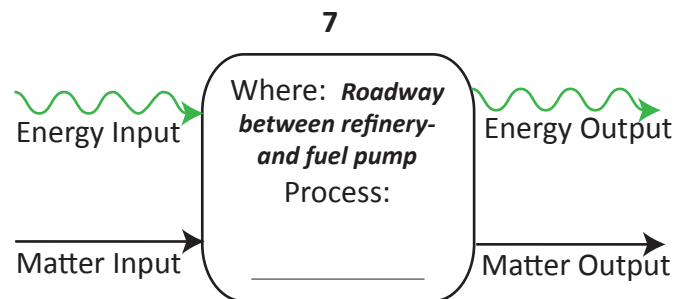 7
Where: Roadway
between refinery-
and fuel pump
Process:
Energy Input
Energy Output
Matter Input
Matter Output